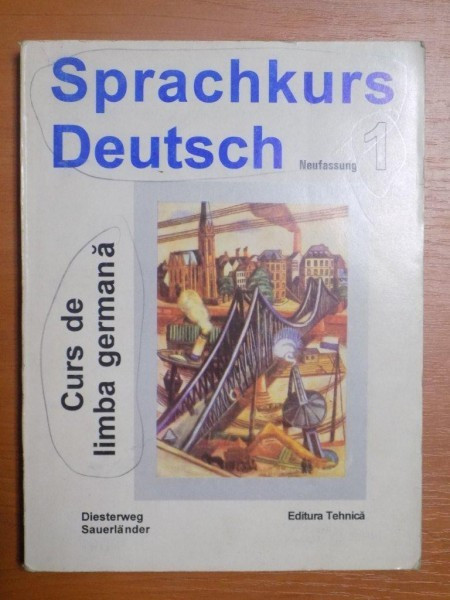 Sprachkurs
Deutsch Neufassung 1
Curs de
limba germană
Diesterweg
Sauerländer
Editura Tehnică